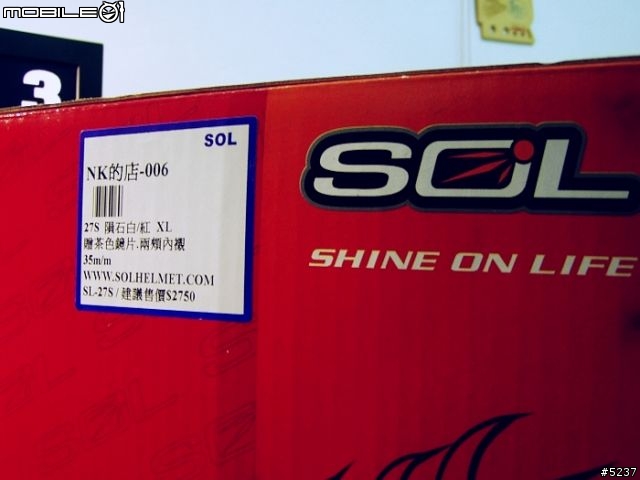 MOBILE01
3
SOL
NK的店-006
27S 隕石白/紅 XL
贈茶色鏡片.兩頰內襯
35m/m
WWW.SOLHELMET.COM
SL-27S / 建議售價$2750
SOL
SHINE ON LIFE
#5237